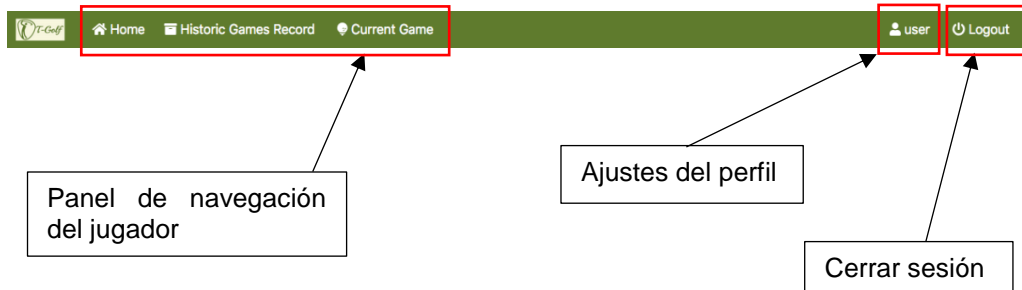 T-Golf Home Historic Games Record Current Game user Logout
Ajustes del perfil
Panel de navegación
del jugador
Cerrar sesión